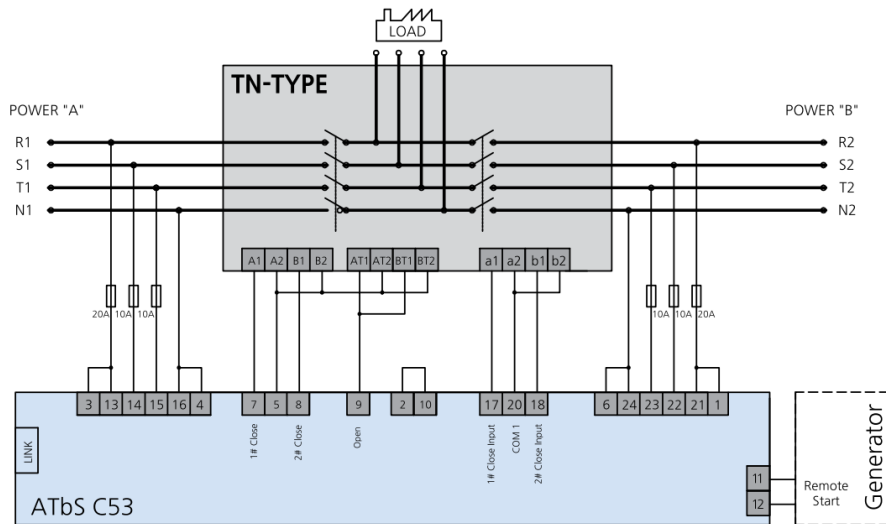 LOAD
TN-TYPE
POWER "A"
POWER "B"
R1
R2
S1
S2
T1
T2
N1
N2
A1 A2 B1 B2
AT1 AT2 BT1 BT2
a1 a2 b1 b2
20A 10A 10A
10A 10A 20A
3 13 14 15 16 4
7 5 8
9
2 10
17 20 18
6 24 23 22 21 1
1# Close
2# Close
Open
1# Close Input
COM 1
2# Close Input
LINK
ATbS C53
11
12
Remote
Start
Generator